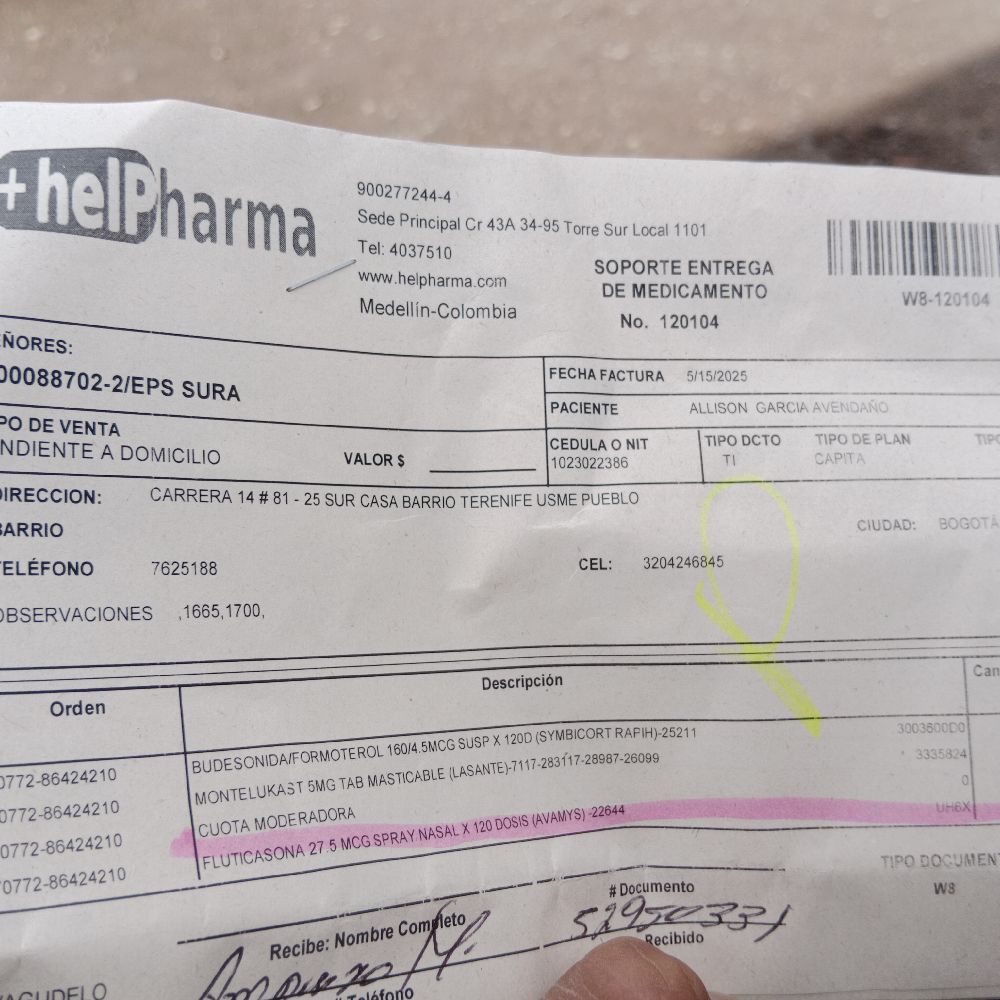 + helPharma
900277244-4
Sede Principal Cr 43A 34-95 Torre Sur Local 1101
Tel: 4037510
www.helpharma.com
Medellín-Colombia
SOPORTE ENTREGA
DE MEDICAMENTO
No. 120104
W8-120104
EÑORES:
00088702-2/EPS SURA
FECHA FACTURA 5/15/2025
PACIENTE ALLISON GARCIA AVENDAÑO
PO DE VENTA
NDIENTE A DOMICILIO
VALOR $
CEDULA O NIT
1023022386
TIPO DCTO
TI
TIPO DE PLAN
CAPITA
TIPO
DIRECCION: CARRERA 14 # 81 - 25 SUR CASA BARRIO TERENIFE USME PUEBLO
BARRIO
CIUDAD: BOGOTÁ
TELÉFONO 7625188
CEL: 3204246845
OBSERVACIONES ,1665,1700,
Orden Descripción Can
0772-86424210 BUDESONIDA/FORMOTEROL 160/4.5MCG SUSP X 120D (SYMBICORT RAPIH)-25211 3003600D0
0772-86424210 MONTELUKAST 5MG TAB MASTICABLE (LASANTE)-7117-283117-28987-26099 3335824
0772-86424210 CUOTA MODERADORA 0
0772-86424210 FLUTICASONA 27.5 MCG SPRAY NASAL X 120 DOSIS (AVAMYS) -22644 UH6X
TIPO DOCUMENT
W8
Recibe: Nombre Completo
# Documento
52950331
Recibido
AGUDELO
# Teléfono